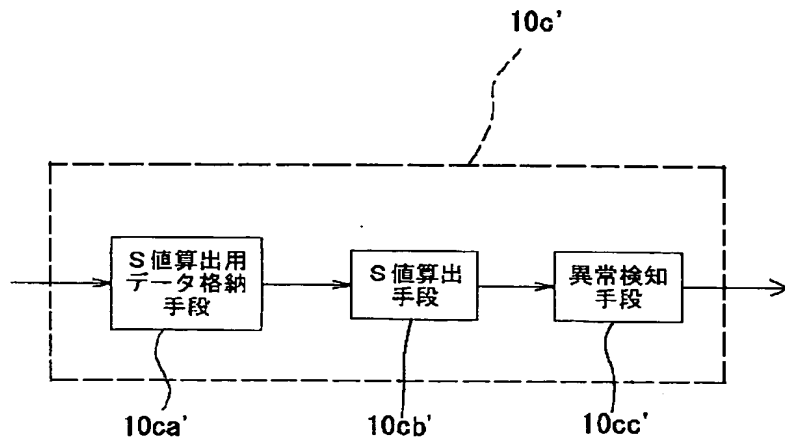 10c'
S値算出用
データ格納
手段
S値算出
手段
異常検知
手段
10ca'
10cb'
10cc'